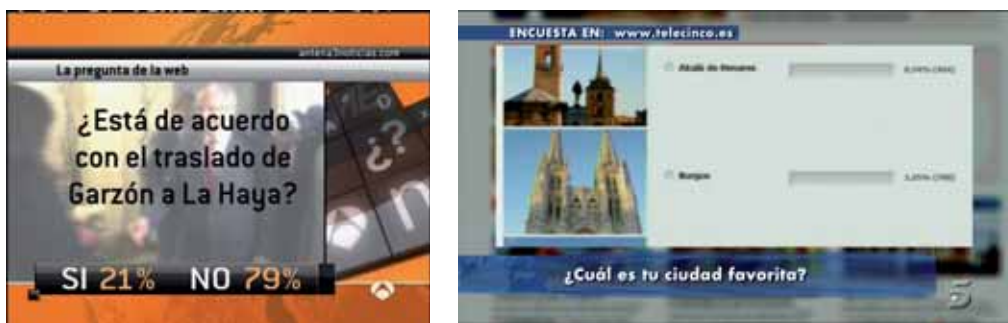 antena3noticias.com
La pregunta de la web
¿Está de acuerdo
con el traslado de
Garzón a La Haya?
SI 21% NO 79%
ENCUESTA EN: www.telecinco.es
Alcalá de Henares
Burgos
¿Cuál es tu ciudad favorita?
5